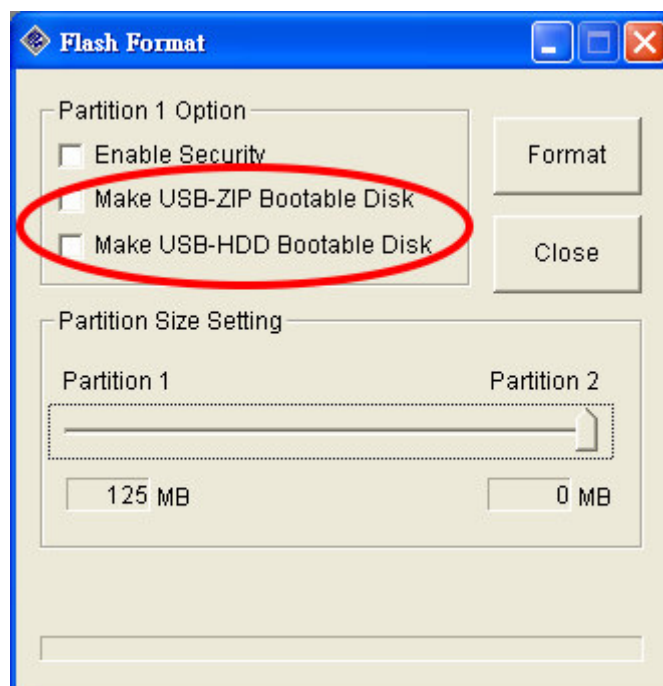 Flash Format
Partition 1 Option
Enable Security
Make USB-ZIP Bootable Disk
Make USB-HDD Bootable Disk
Format
Close
Partition Size Setting
Partition 1 Partition 2
125 MB 0 MB